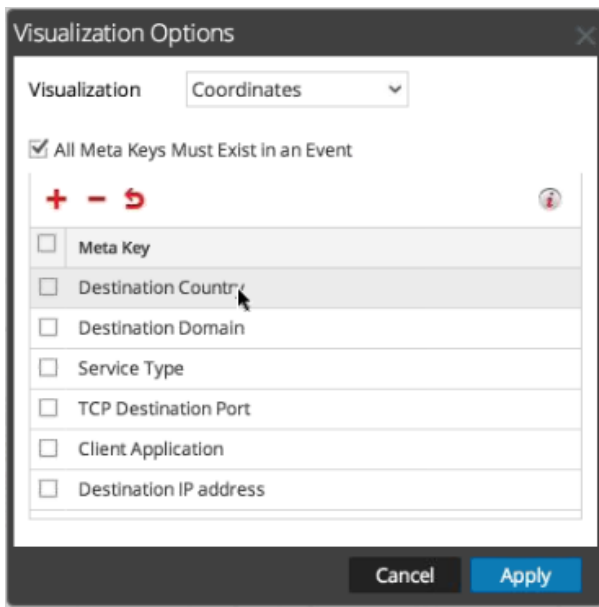 Visualization Options
Visualization Coordinates
All Meta Keys Must Exist in an Event
Meta Key
Destination Country
Destination Domain
Service Type
TCP Destination Port
Client Application
Destination IP address
Cancel Apply